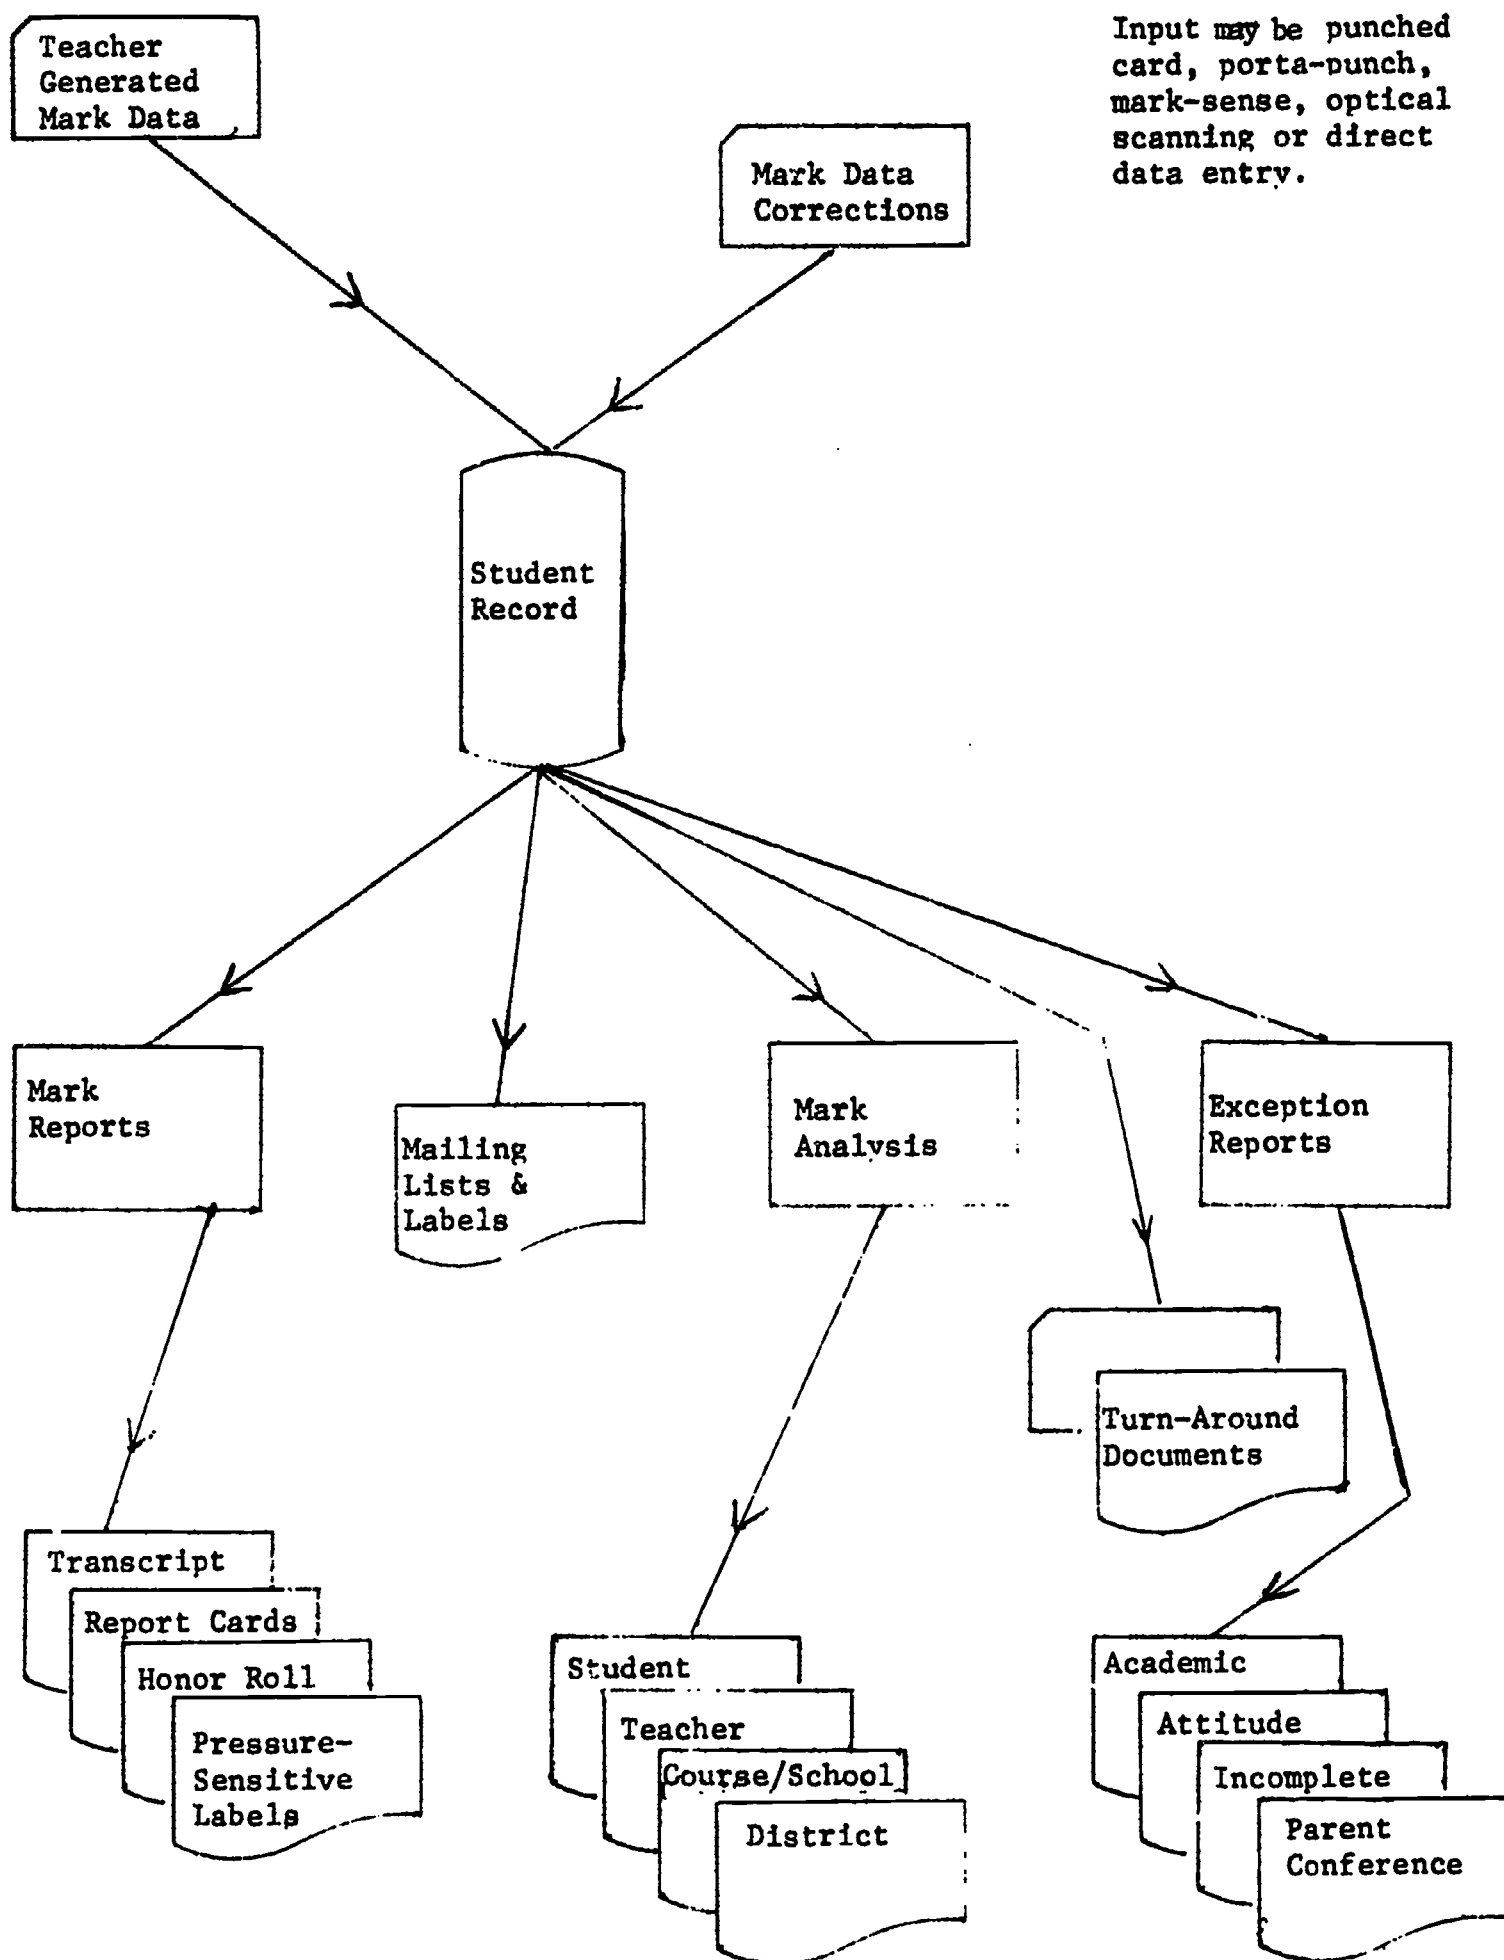 Teacher
Generated
Mark Data
Input may be punched
card, porta-punch,
mark-sense, optical
scanning or direct
data entry.
Mark Data
Corrections
Student
Record
Mark
Reports
Mailing
Lists &
Labels
Mark
Analysis
Exception
Reports
Turn-Around
Documents
Transcript
Report Cards
Honor Roll
Pressure-
Sensitive
Labels
Student
Teacher
Course/School
District
Academic
Attitude
Incomplete
Parent
Conference